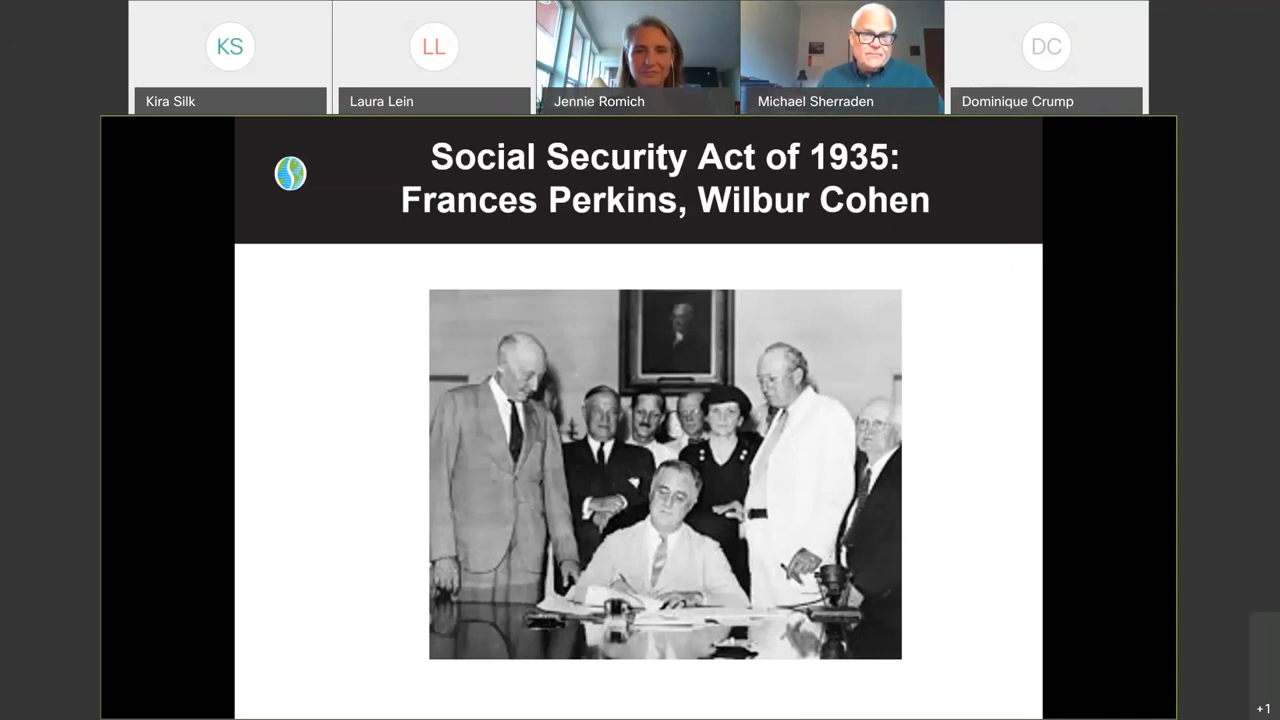 KS
LL
DC
Kira Silk
Laura Lein
Jennie Romich
Michael Sherraden
Dominique Crump
Social Security Act of 1935:
Frances Perkins, Wilbur Cohen
+1